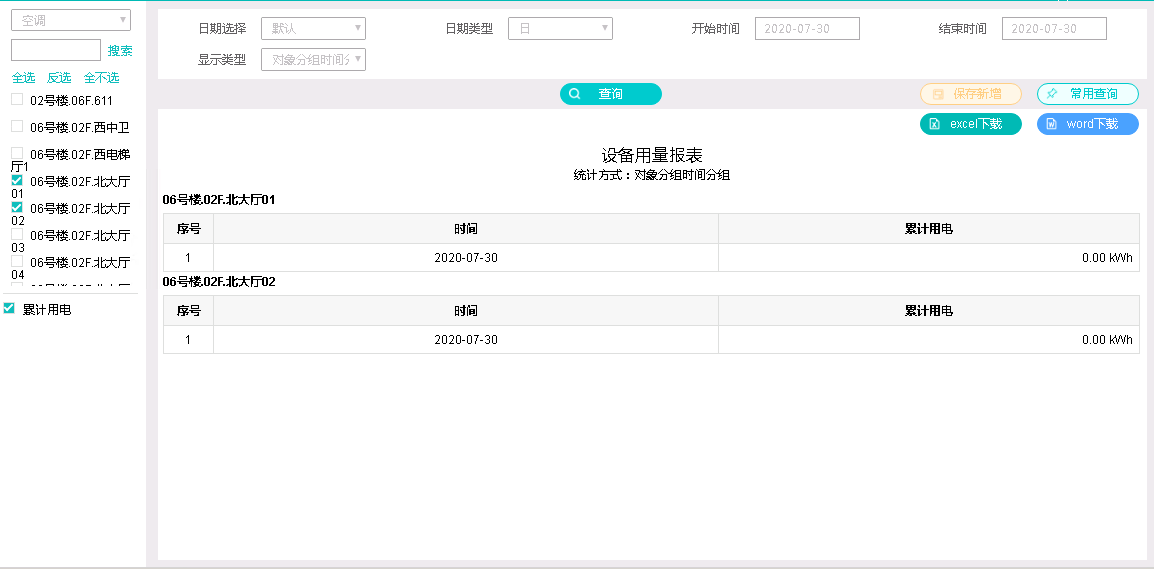 空调
搜索
全选 反选 全不选
02号楼.06F.611
06号楼.02F.西中卫
06号楼.02F.西电梯
厅1
06号楼.02F.北大厅
01
06号楼.02F.北大厅
02
06号楼.02F.北大厅
03
06号楼.02F.北大厅
04
累计用电
日期选择 默认 日期类型 日 开始时间 2020-07-30 结束时间 2020-07-30
显示类型 对象分组时间分
查询 保存新增 常用查询
excel下载 word下载
设备用量报表
统计方式：对象分组时间分组
06号楼.02F.北大厅01
序号 时间 累计用电
1 2020-07-30 0.00 kWh
06号楼.02F.北大厅02
序号 时间 累计用电
1 2020-07-30 0.00 kWh